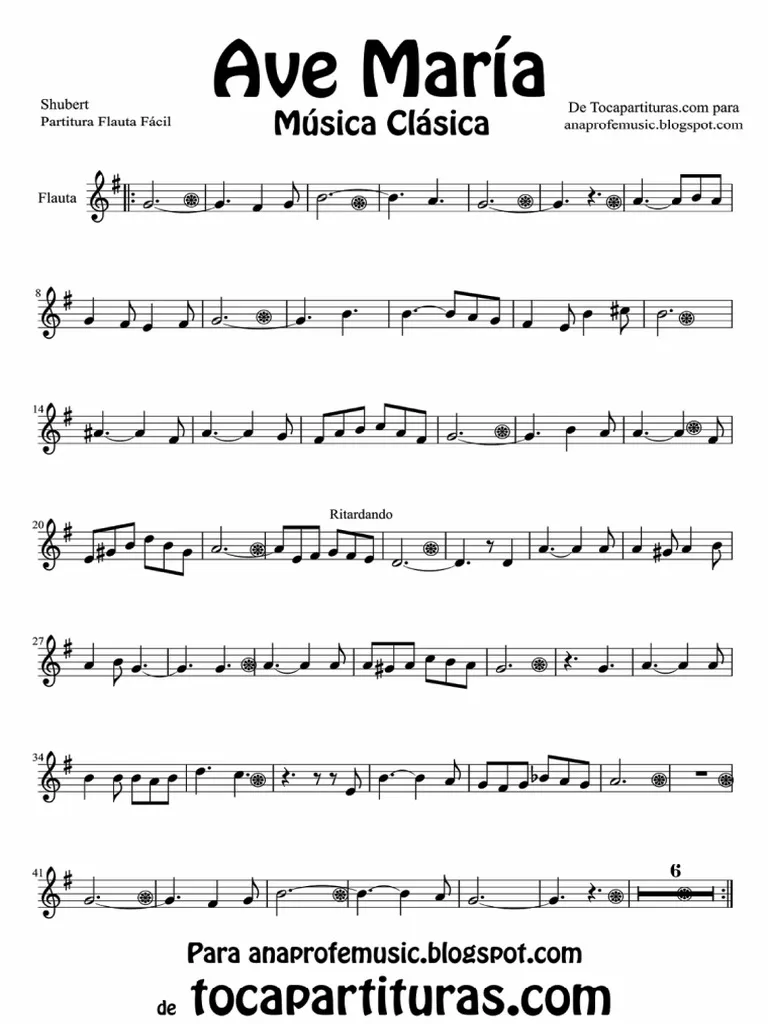 Ave María
Música Clásica
Shubert
Partitura Flauta Fácil
De Tocapartituras.com para
anaprofemusic.blogspot.com
Flauta
8
14
20
Ritardando
27
34
41
6
Para anaprofemusic.blogspot.com
de tocapartituras.com